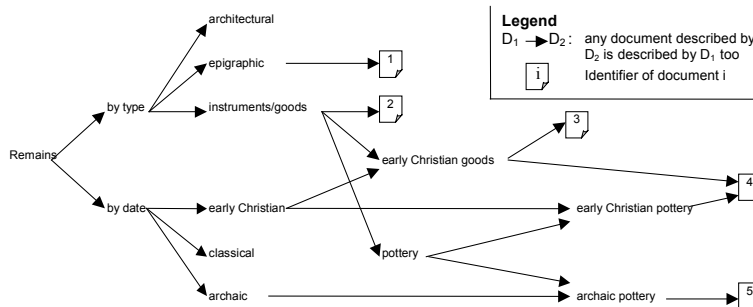 Legend
D1 → D2 : any document described by
D2 is described by D1 too
i Identifier of document i
architectural
epigraphic
1
by type
instruments/goods
2
3
Remains
early Christian goods
4
by date
early Christian
early Christian pottery
classical
pottery
archaic
archaic pottery
5